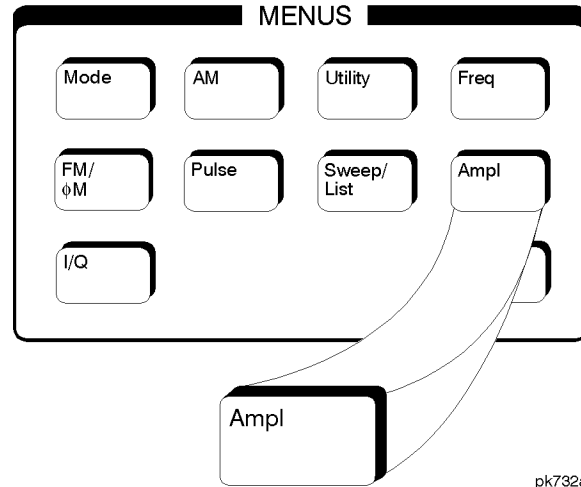 MENUS
Mode
AM
Utility
Freq
FM/
ϕM
Pulse
Sweep/
List
Ampl
I/Q
Ampl